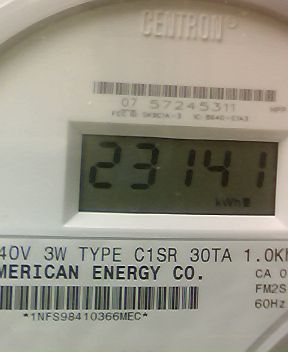 CENTRON®
07 57245311
23141
kWh
40V 3W TYPE C1SR 30TA 1.0K
MERICAN ENERGY CO. CA 0
FM2S
60Hz
*1NFS98410366MEC*